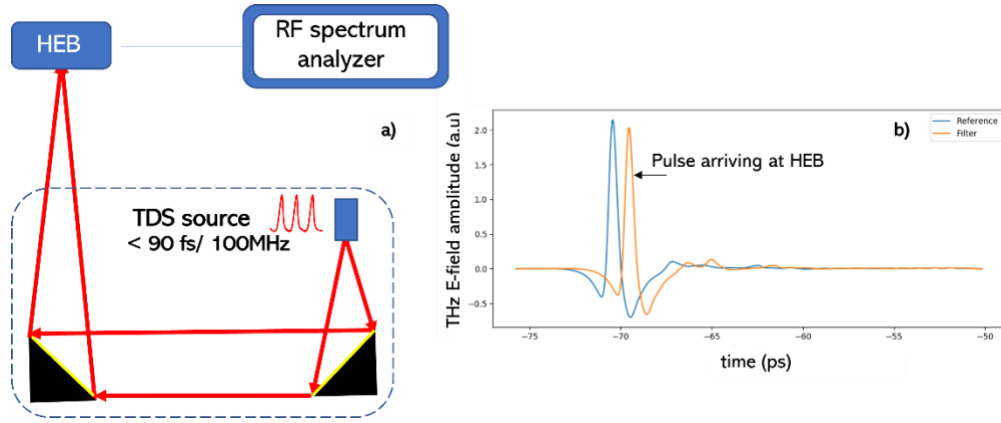 HEB
RF spectrum
analyzer
a)
TDS source
< 90 fs/ 100MHz
b)
Reference
Filter
Pulse arriving at HEB
THz E-field amplitude (a.u)
2.0
1.5
1.0
0.5
0.0
−0.5
−75
−70
−65
−60
−55
−50
time (ps)